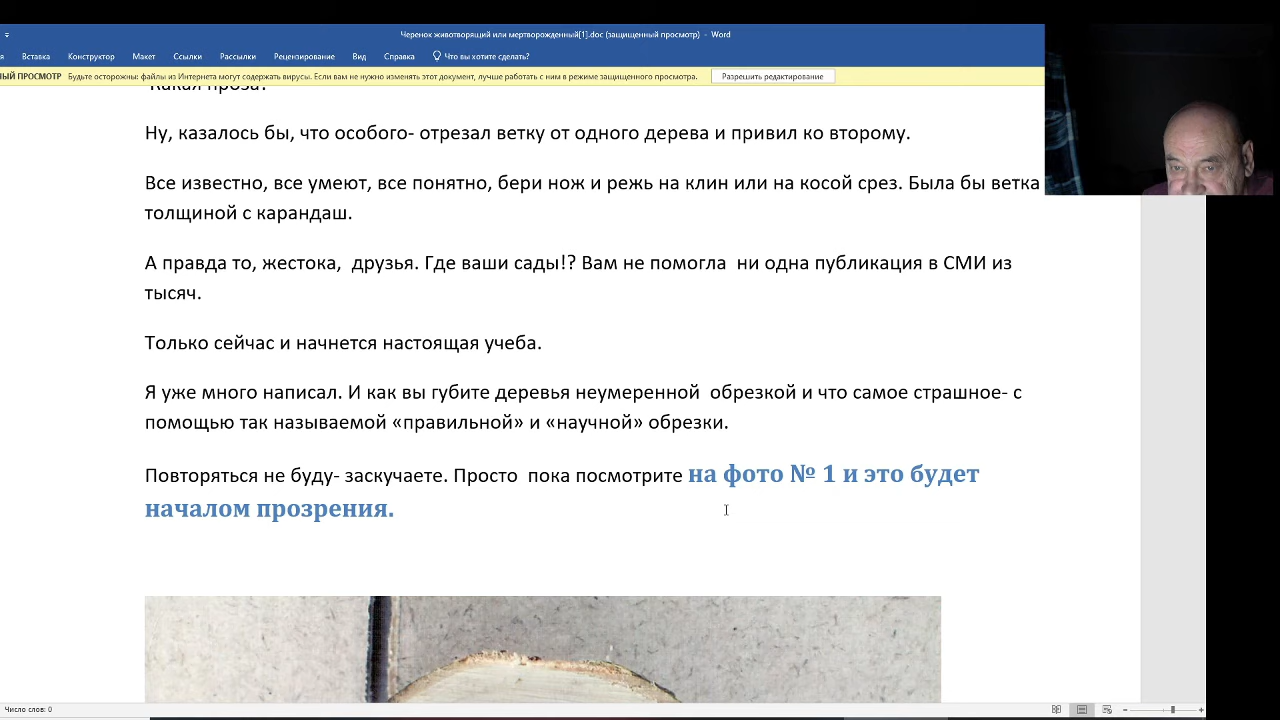 Черенок животворящий или мертворожденный[1].doc (защищенный просмотр) - Word
Вставка Конструктор Макет Ссылки Рассылки Рецензирование Вид Справка Что вы хотите сделать?
ПРОСМОТР Будьте осторожны: файлы из Интернета могут содержать вирусы. Если вам не нужно изменять этот документ, лучше работать с ним в режиме защищенного просмотра. Разрешить редактирование
Какая проза?
Ну, казалось бы, что особого- отрезал ветку от одного дерева и привил ко второму.
Все известно, все умеют, все понятно, бери нож и режь на клин или на косой срез. Была бы ветка
толщиной с карандаш.
А правда то, жестока, друзья. Где ваши сады!? Вам не помогла ни одна публикация в СМИ из
тысяч.
Только сейчас и начнется настоящая учеба.
Я уже много написал. И как вы губите деревья неумеренной обрезкой и что самое страшное- с
помощью так называемой «правильной» и «научной» обрезки.
Повторяться не буду- заскучаете. Просто пока посмотрите на фото № 1 и это будет
началом прозрения.
Число слов: 0